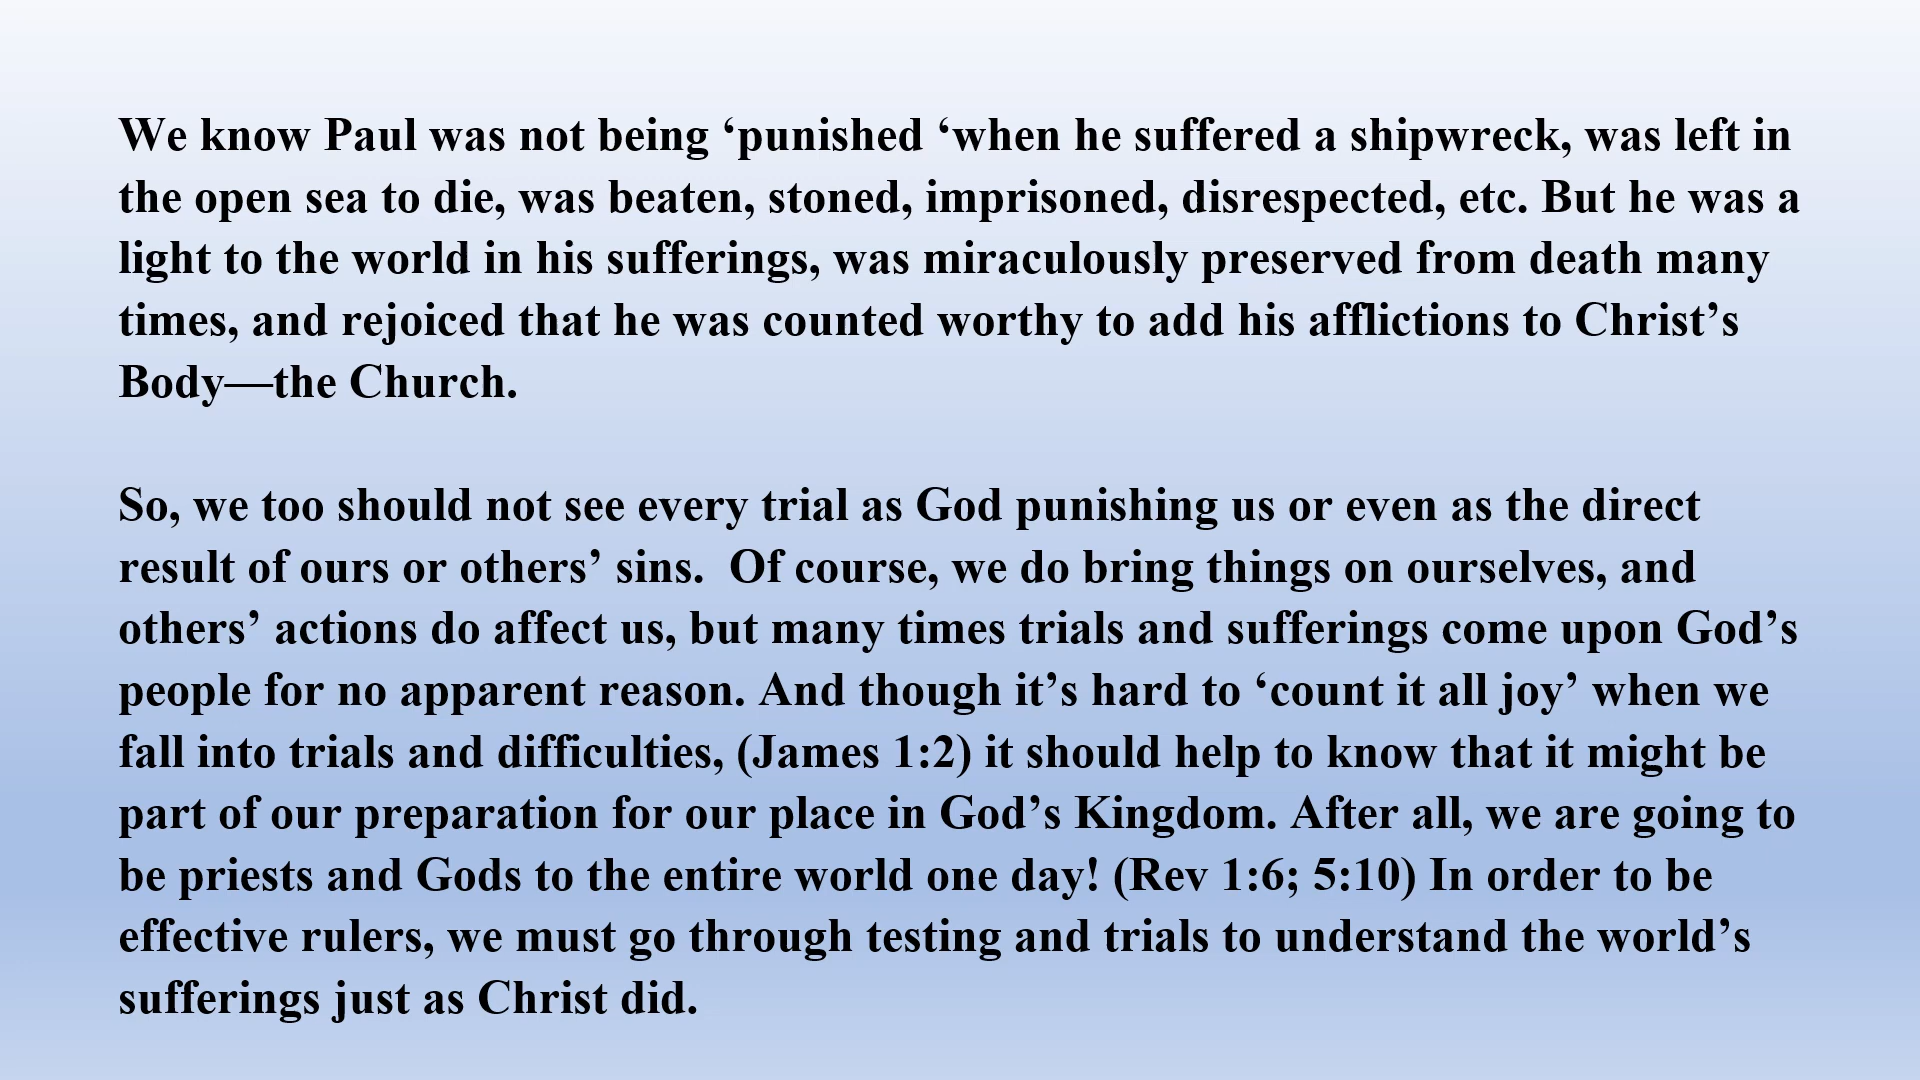 We know Paul was not being ‘punished ‘when he suffered a shipwreck, was left in
the open sea to die, was beaten, stoned, imprisoned, disrespected, etc. But he was a
light to the world in his sufferings, was miraculously preserved from death many
times, and rejoiced that he was counted worthy to add his afflictions to Christ’s
Body—the Church.
So, we too should not see every trial as God punishing us or even as the direct
result of ours or others’ sins.  Of course, we do bring things on ourselves, and
others’ actions do affect us, but many times trials and sufferings come upon God’s
people for no apparent reason. And though it’s hard to ‘count it all joy’ when we
fall into trials and difficulties, (James 1:2) it should help to know that it might be
part of our preparation for our place in God’s Kingdom. After all, we are going to
be priests and Gods to the entire world one day! (Rev 1:6; 5:10) In order to be
effective rulers, we must go through testing and trials to understand the world’s
sufferings just as Christ did.